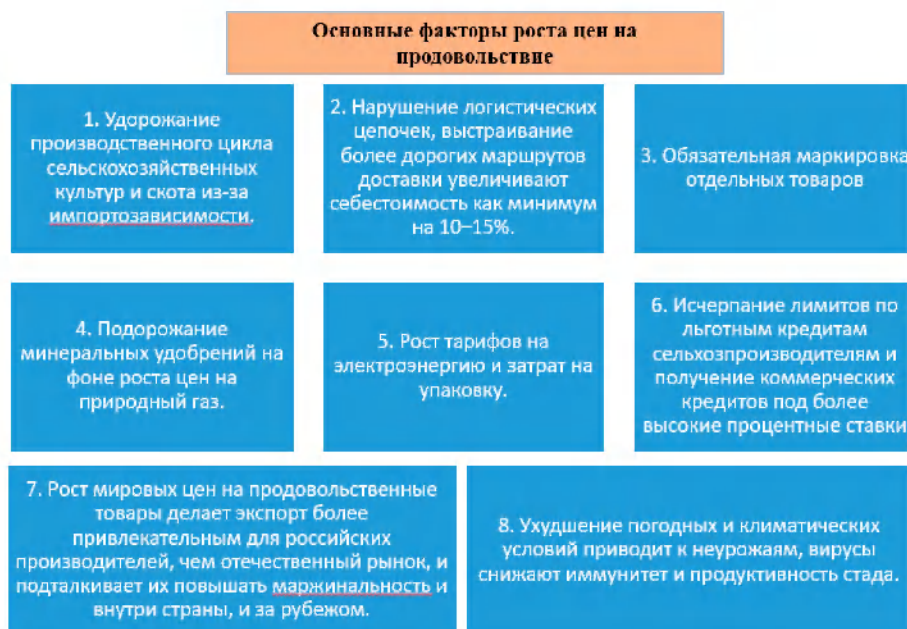 Основные факторы роста цен на
продовольствие
1. Удорожание
производственного цикла
сельскохозяйственных
культур и скота из-за
импортозависимости.
2. Нарушение логистических
цепочек, выстраивание
более дорогих маршрутов
доставки увеличивают
себестоимость как минимум
на 10–15%.
3. Обязательная маркировка
отдельных товаров
4. Подорожание
минеральных удобрений на
фоне роста цен на
природный газ.
5. Рост тарифов на
электроэнергию и затрат на
упаковку.
6. Исчерпание лимитов по
льготным кредитам
сельхозпроизводителям и
получение коммерческих
кредитов под более
высокие процентные ставки
7. Рост мировых цен на продовольственные
товары делает экспорт более
привлекательным для российских
производителей, чем отечественный рынок, и
подталкивает их повышать маржинальность и
внутри страны, и за рубежом.
8. Ухудшение погодных и климатических
условий приводит к неурожаям, вирусы
снижают иммунитет и продуктивность стада.